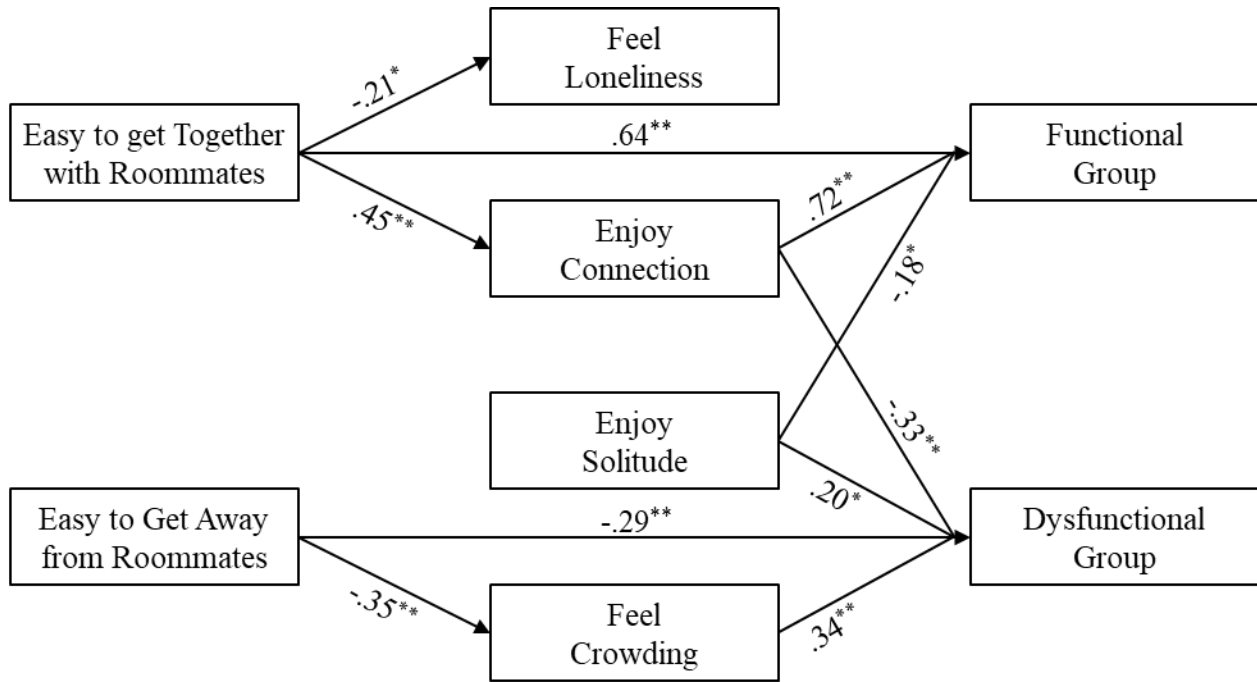 Feel
Loneliness
-.21*
Easy to get Together
with Roommates
.64**
Functional
Group
.45**
Enjoy
Connection
.72**
-.18*
Enjoy
Solitude
-.33**
.20*
Easy to Get Away
from Roommates
-.29**
Dysfunctional
Group
-.35**
Feel
Crowding
.34**